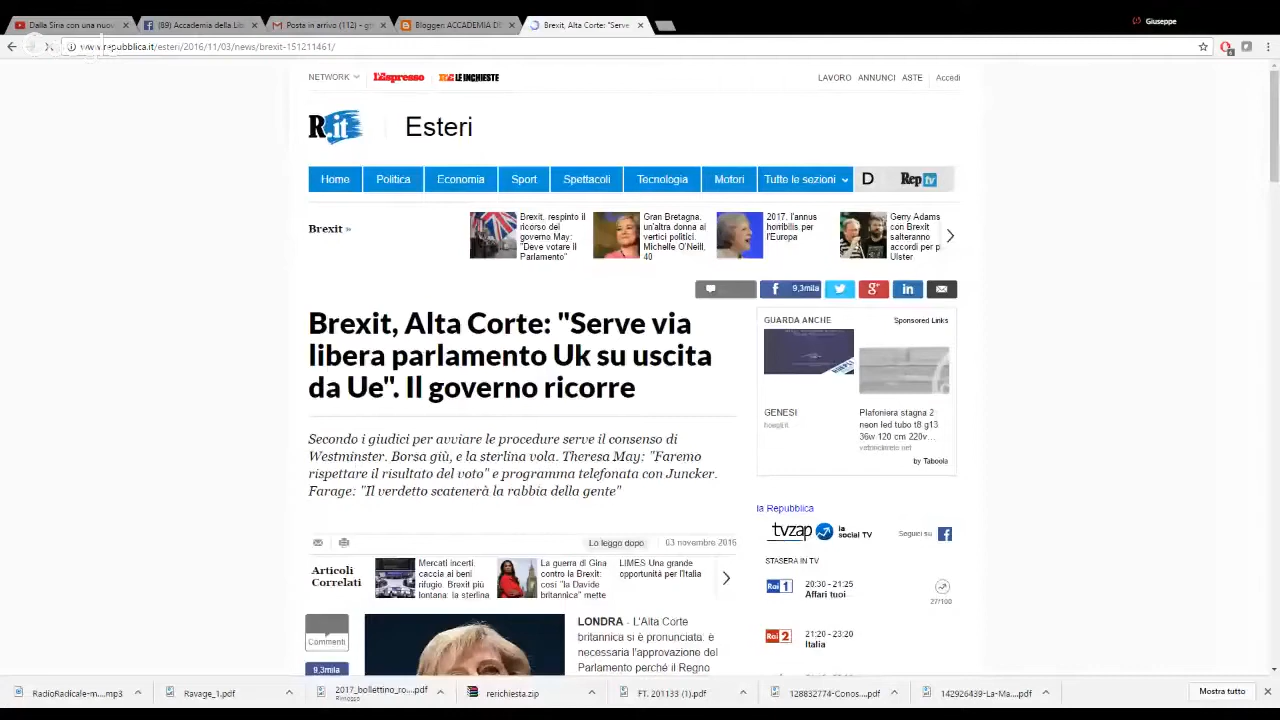 Dalla Siria con una nuov
(89) Accademia della Lib
Posta in arrivo (112) - g
Blogger: ACCADEMIA D
Brexit, Alta Corte: "Serve
Giuseppe
www.repubblica.it/esteri/2016/11/03/news/brexit-151211461/
NETWORK
l'Espresso
LE INCHIESTE
LAVORO ANNUNCI ASTE Accedi
R.it
Esteri
Home Politica Economia Sport Spettacoli Tecnologia Motori Tutte le sezioni D Rep tv
Brexit »
Brexit, respinto il
ricorso del
governo May:
"Deve votare il
Parlamento"
Gran Bretagna,
un'altra donna ai
vertici politici.
Michelle O'Neill,
40
2017, l'annus
horribilis per
l'Europa
Gerry Adams
con Brexit
salteranno
accordi per p
Ulster
9,3mila
Brexit, Alta Corte: "Serve via
libera parlamento Uk su uscita
da Ue". Il governo ricorre
Secondo i giudici per avviare le procedure serve il consenso di
Westminster. Borsa giù, e la sterlina vola. Theresa May: "Faremo
rispettare il risultato del voto" e programma telefonata con Juncker.
Farage: "Il verdetto scatenerà la rabbia della gente"
Lo leggo dopo
03 novembre 2016
Articoli
Correlati
Mercati incerti,
caccia ai beni
rifugio. Brexit più
lontana: la sterlina
La guerra di Gina
contro la Brexit:
così "la Davide
britannica" mette
LIMES Una grande
opportunità per l'Italia
Commenti
9,3mila
LONDRA - L'Alta Corte
britannica si è pronunciata: è
necessaria l'approvazione del
Parlamento perché il Regno
GUARDA ANCHE
Sponsored Links
GENESI
hoepli.it
Plafoniera stagna 2
neon led tubo t8 g13
36w 120 cm 220v...
vetrineinrete.net
by Taboola
la Repubblica
tvzap la
social TV
Seguici su
STASERA IN TV
Rai 1
20:30 - 21:25
Affari tuoi
27/100
Rai 2
21:20 - 23:20
Italia
RadioRadicale-m....mp3
Ravage_1.pdf
2017_bollettino_ro....pdf
rerichiesta.zip
FT. 201133 (1).pdf
128832774-Conos....pdf
142926439-La-Ma....pdf
Mostra tutto